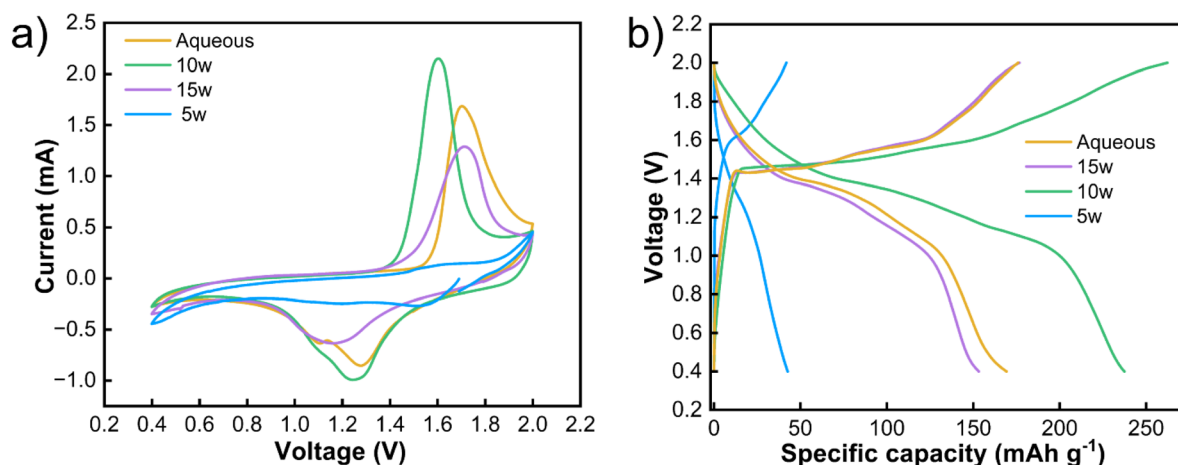 a)
Aqueous
10w
15w
5w
Current (mA)
2.5
2.0
1.5
1.0
0.5
0.0
−0.5
−1.0
0.2 0.4 0.6 0.8 1.0 1.2 1.4 1.6 1.8 2.0 2.2
Voltage (V)
b)
Aqueous
15w
10w
5w
Voltage (V)
2.2
2.0
1.8
1.6
1.4
1.2
1.0
0.8
0.6
0.4
0.2
0 50 100 150 200 250
Specific capacity (mAh g⁻¹)